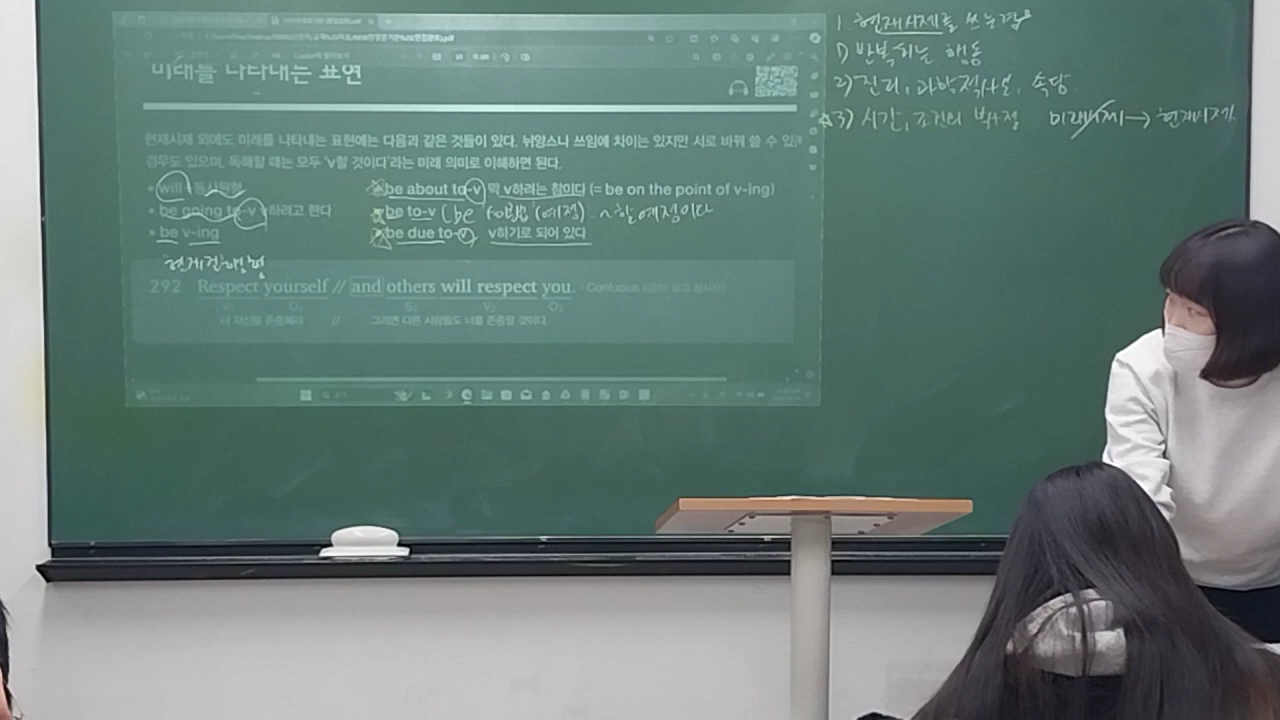 미래를 나타내는 표현
현재시제 외에도 미래를 나타내는 표현에는 다음과 같은 것들이 있다. 뉘앙스나 쓰임에 차이는 있지만 서로 바꿔 쓸 수 있는
경우도 있으며, 독해할 때는 모두 'v할 것이다'라는 미래 의미로 이해하면 된다.
• will +동사원형
• be going to-v v하려고 한다
• be v-ing
현재진행형
be about to-v 막 v하려는 참이다 (= be on the point of v-ing)
be to-v (be to용법 (예정) ~할 예정이다
be due to-v v하기로 되어 있다
292 Respect yourself // and others will respect you. - Confucius
V₁ O₁ S₂ V₂ O₂
네 자신을 존중해라 // 그러면 다른 사람들도 너를 존중할 것이다.
1. 현재시제를 쓰는 경우
1) 반복되는 행동
2) 진리, 과학적사실, 속담
☆3) 시간, 조건의 부사절 미래시제 → 현재시제